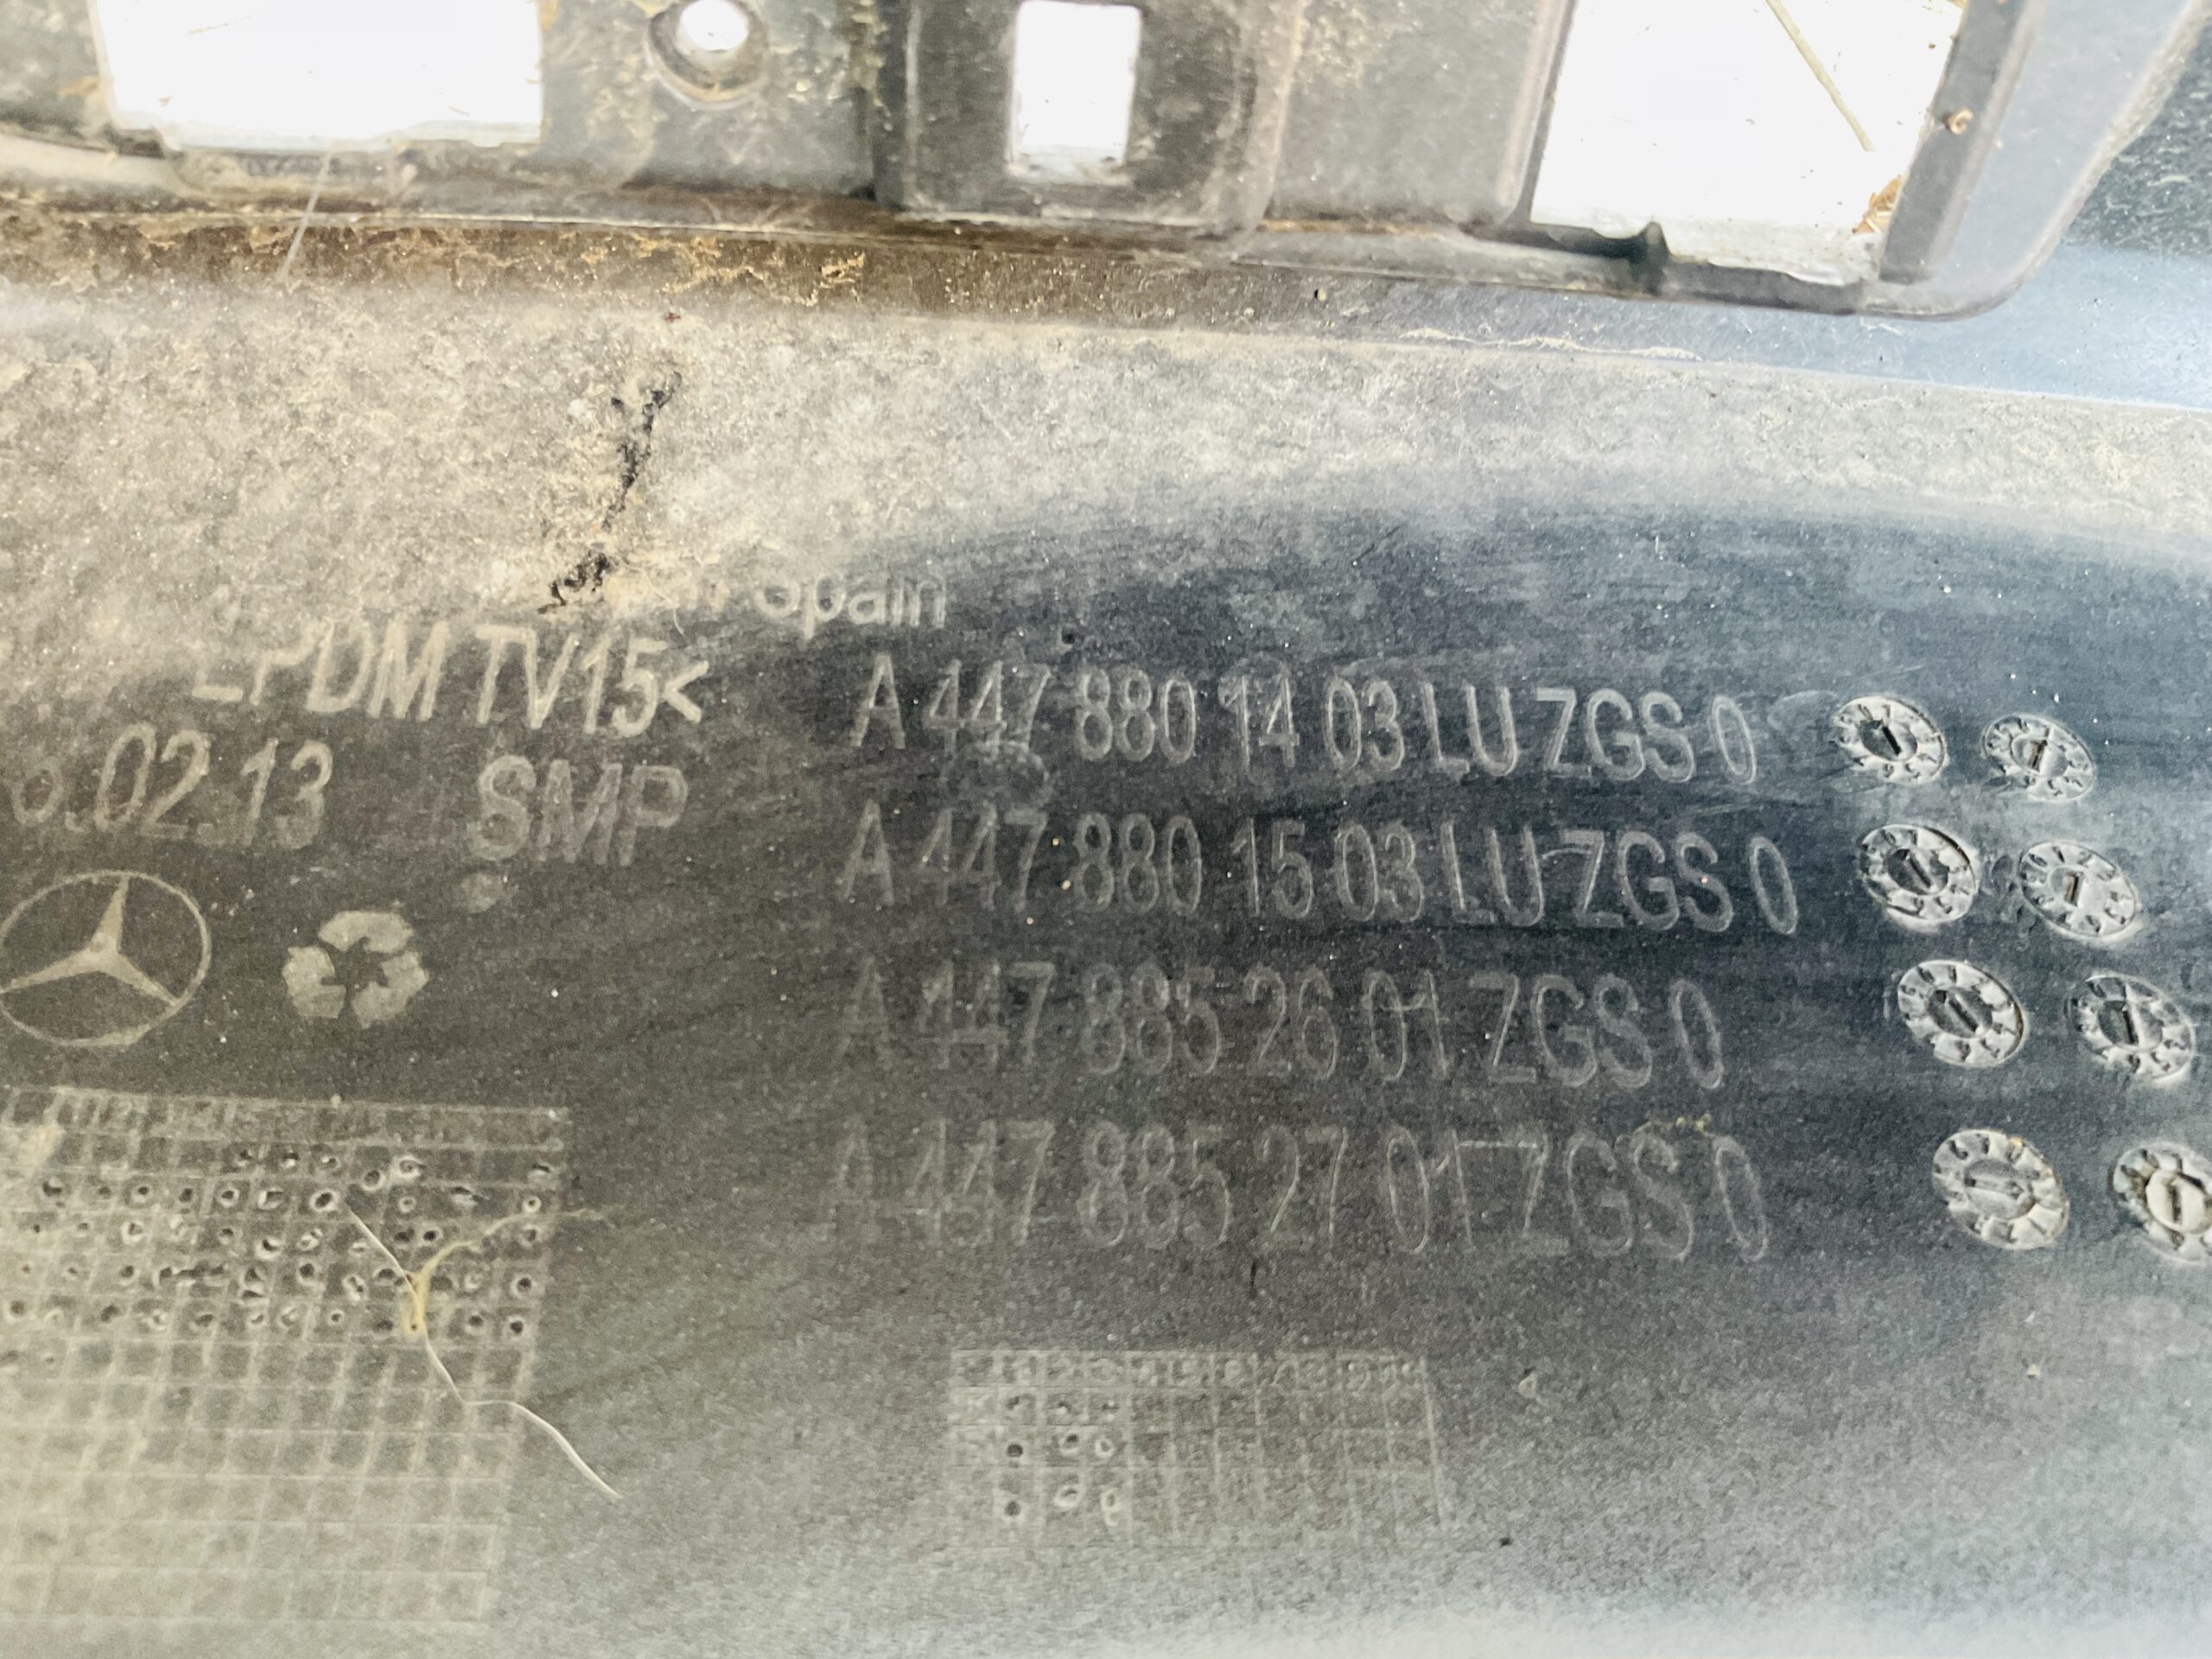 Spain
EPDM TV15<
.02.13 SMP
A 447 880 14 03 LU ZGS 0
A 447 880 15 03 LU ZGS 0
A 447 885 26 01 ZGS 0
A 447 885 27 01 ZGS 0